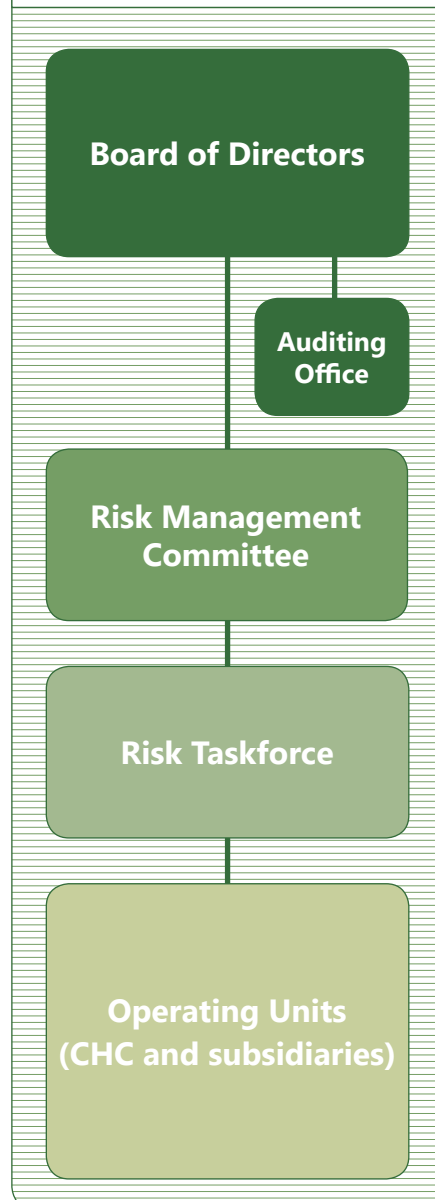 Board of Directors
Auditing
Office
Risk Management
Committee
Risk Taskforce
Operating Units
(CHC and subsidiaries)